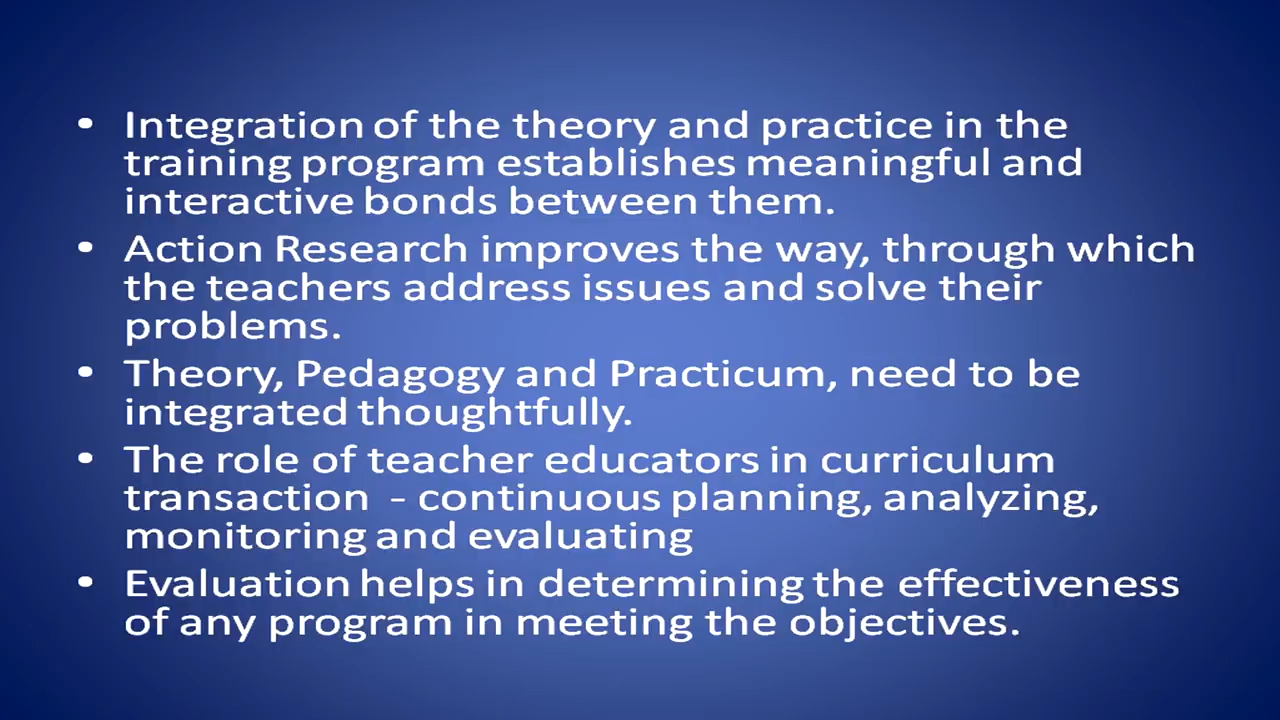 • Integration of the theory and practice in the
training program establishes meaningful and
interactive bonds between them.
• Action Research improves the way, through which
the teachers address issues and solve their
problems.
• Theory, Pedagogy and Practicum, need to be
integrated thoughtfully.
• The role of teacher educators in curriculum
transaction  - continuous planning, analyzing,
monitoring and evaluating
• Evaluation helps in determining the effectiveness
of any program in meeting the objectives.